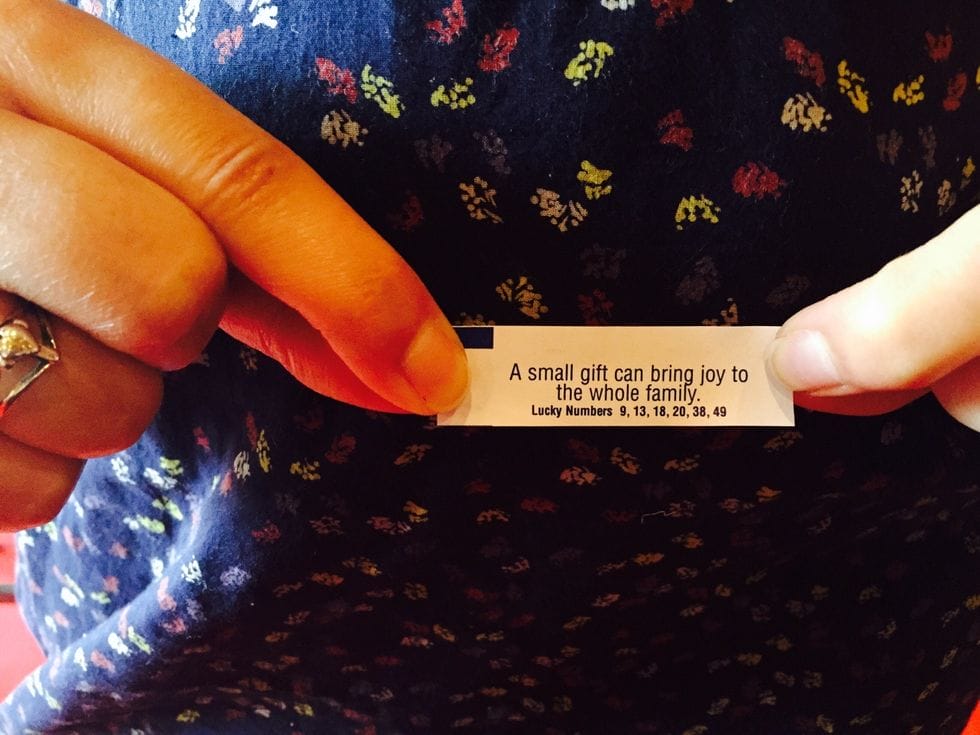 A small gift can bring joy to
the whole family.
Lucky Numbers 9, 13, 18, 20, 38, 49